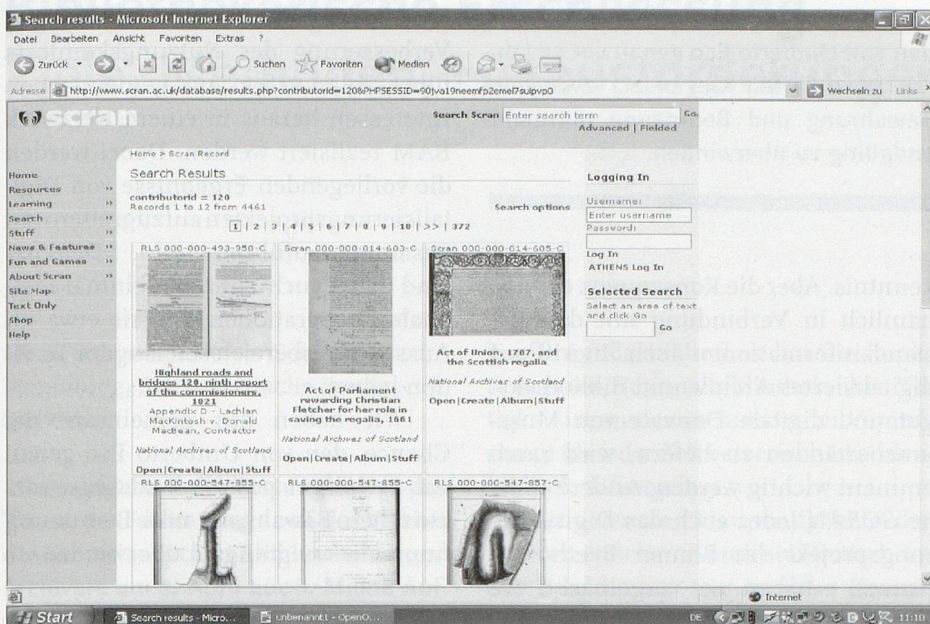 Search results - Microsoft Internet Explorer
Datei Bearbeiten Ansicht Favoriten Extras ?
Zurück Suchen Favoriten Medien
Adresse http://www.scran.ac.uk/database/results.php?contributorid=120&PHPSESSID= Wechseln zu Links
scran
Search Scran Enter search term Go
Advanced | Fielded
Home > Scran Record
Home
Resources
Learning
Search
Stuff
News & Features
Fun and Games
About Scran
Site Map
Text Only
Shop
Help
Search Results
contributorid = 120
Records 1 to 12 from 4461
Search options
1 | 2 | 3 | 4 | 5 | 6 | 7 | 8 | 9 | 10 | >> | 372
RLS 000-000-493-950-C
Highland roads and
bridges 120, ninth report
of the commissioners,
1821
Appendix D - Lachlan
MacKintosh v. Donald
MacBean, Contractor
National Archives of Scotland
Open|Create|Album|Stuff
Scran 000-000-014-603-C
Act of Parliament
rewarding Christian
Fletcher for her role in
saving the regalia, 1661
National Archives of Scotland
Open|Create|Album|Stuff
Scran 000-000-014-605-C
Act of Union, 1707, and
the Scottish regalia
National Archives of Scotland
Open|Create|Album|Stuff
RLS 000-000-547-855-C
RLS 000-000-547-855-C
RLS 000-000-547-857-C
Logging In
Username:
Enter username
Password:
Log In
ATHENS Log In
Selected Search
Select an area of text
and click Go
Go
Internet
Start Search results - Micro... unbenannt1 - OpenO... DE 11:10